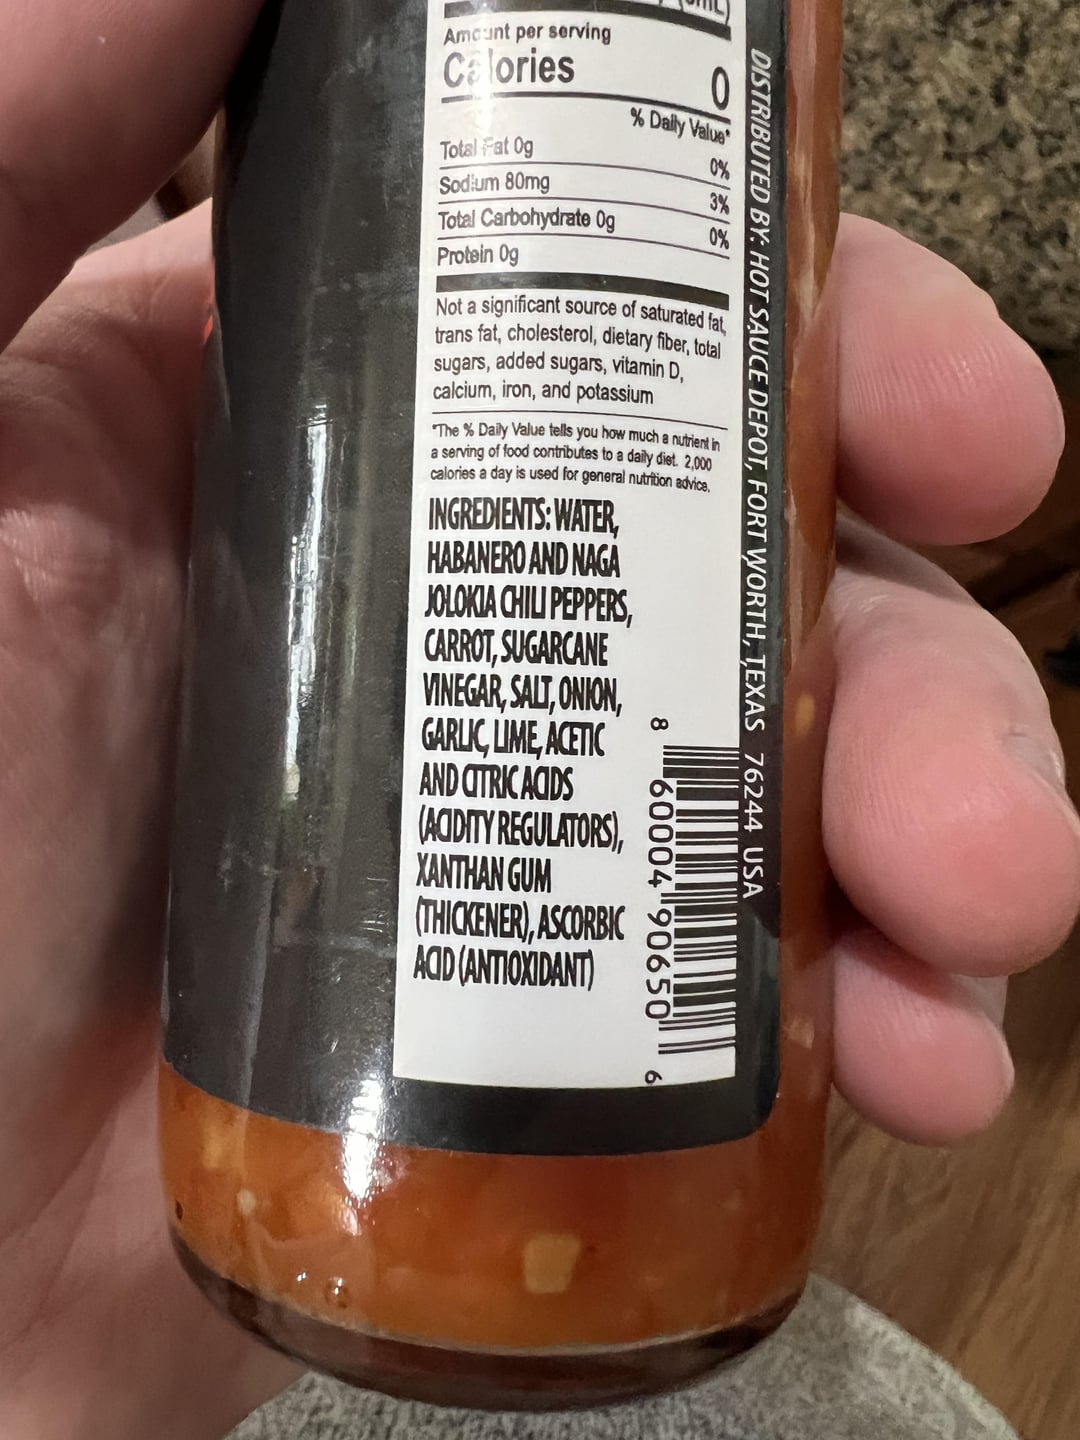 Amount per serving
Calories 0
% Daily Value*
Total Fat 0g 0%
Sodium 80mg 3%
Total Carbohydrate 0g 0%
Protein 0g
Not a significant source of saturated fat,
trans fat, cholesterol, dietary fiber, total
sugars, added sugars, vitamin D,
calcium, iron, and potassium
*The % Daily Value tells you how much a nutrient in
a serving of food contributes to a daily diet. 2,000
calories a day is used for general nutrition advice.
INGREDIENTS: WATER,
HABANERO AND NAGA
JOLOKIA CHILI PEPPERS,
CARROT, SUGARCANE
VINEGAR, SALT, ONION,
GARLIC, LIME, ACETIC
AND CITRIC ACIDS
(ACIDITY REGULATORS),
XANTHAN GUM
(THICKENER), ASCORBIC
ACID (ANTIOXIDANT)
8 60004 90650 6
DISTRIBUTED BY: HOT SAUCE DEPOT, FORT WORTH, TEXAS 76244 USA